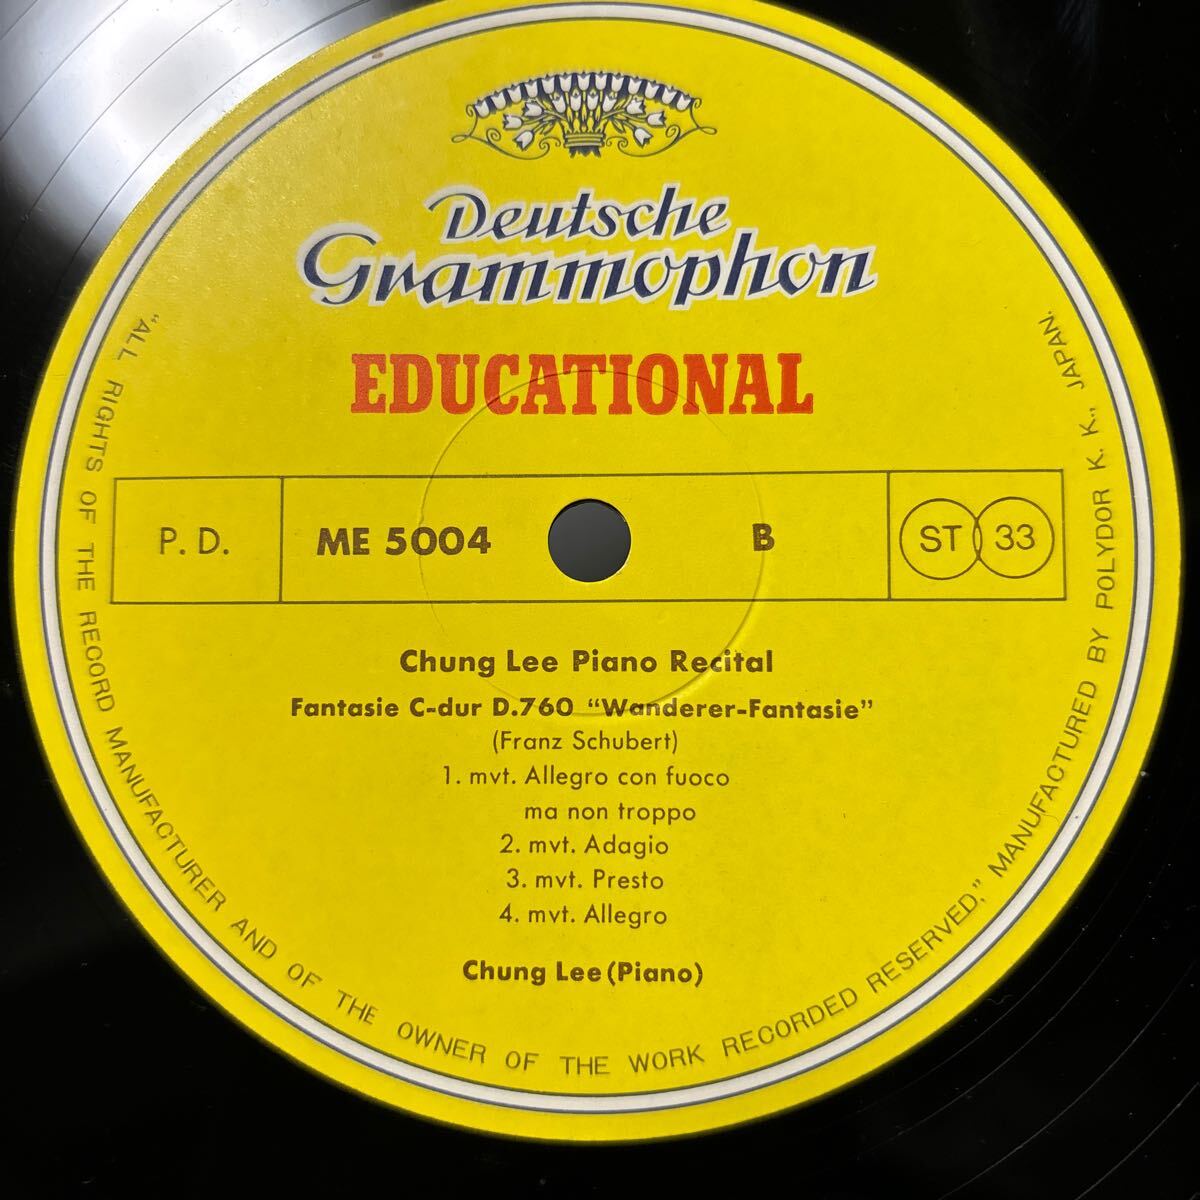 Deutsche
Grammophon
EDUCATIONAL
P. D.
ME 5004
B
ST 33
Chung Lee Piano Recital
Fantasie C-dur D.760 “Wanderer-Fantasie”
(Franz Schubert)
1. mvt. Allegro con fuoco
ma non troppo
2. mvt. Adagio
3. mvt. Presto
4. mvt. Allegro
Chung Lee (Piano)
“ALL RIGHTS OF THE RECORD MANUFACTURER AND OF THE OWNER OF THE WORK RECORDED RESERVED,” MANUFACTURED BY POLYDOR K. K., JAPAN.